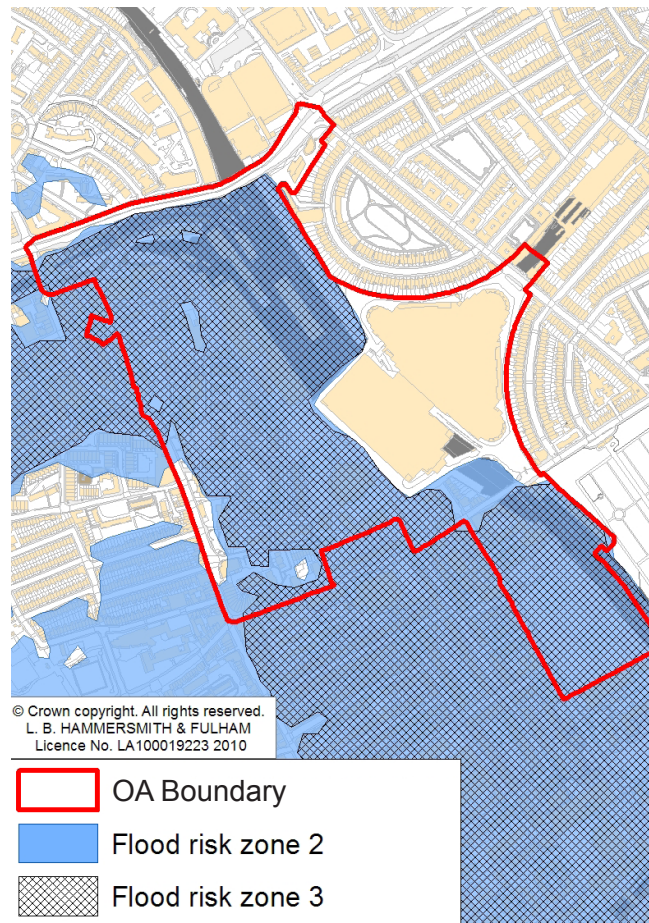 © Crown copyright. All rights reserved.
L. B. HAMMERSMITH & FULHAM
Licence No. LA100019223 2010
OA Boundary
Flood risk zone 2
Flood risk zone 3